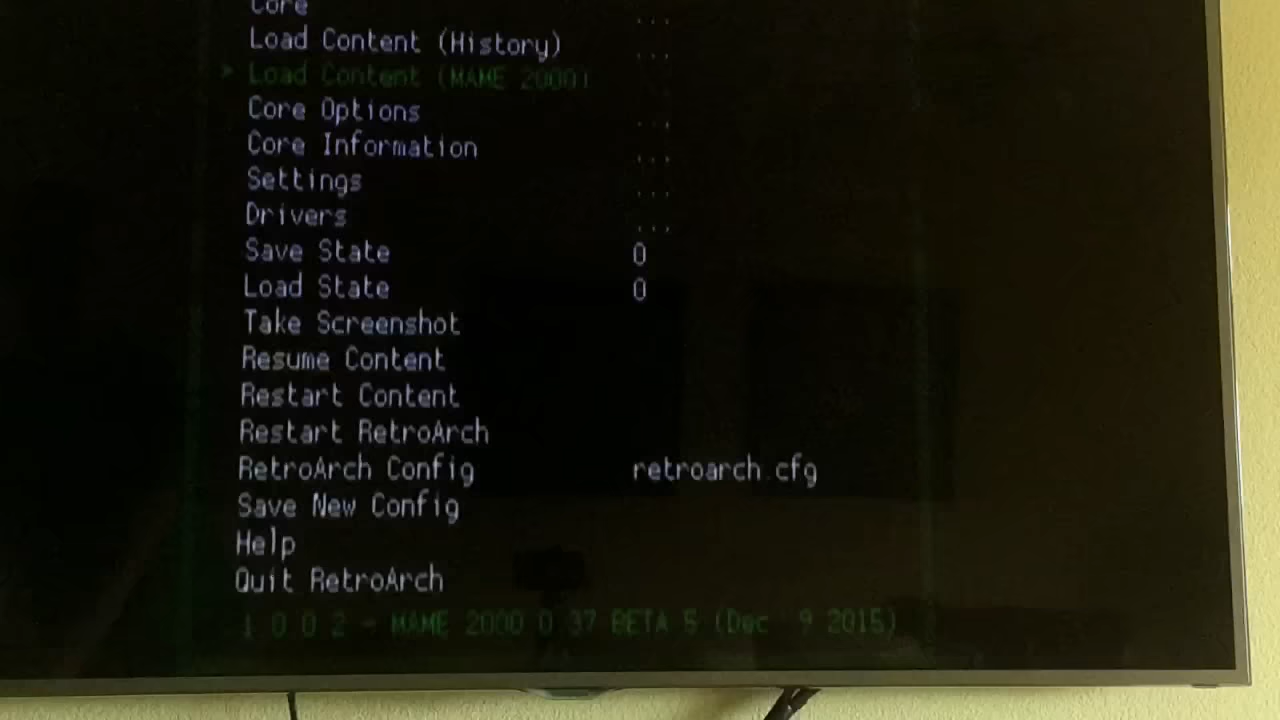 Core ...
Load Content (History) ...
> Load Content (MAME 2000)
Core Options ...
Core Information ...
Settings ...
Drivers ...
Save State 0
Load State 0
Take Screenshot
Resume Content
Restart Content
Restart RetroArch
RetroArch Config retroarch.cfg
Save New Config
Help
Quit RetroArch
1 0 0 2 - MAME 2000 0 37 BETA 5 (Dec 9 2015)